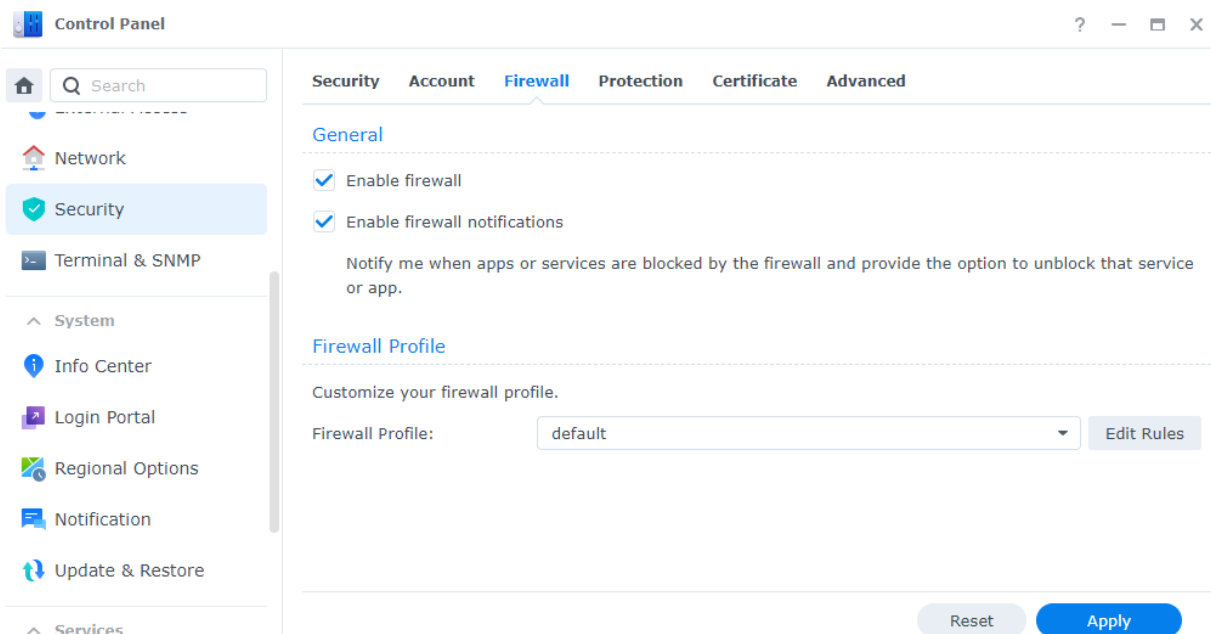 Control Panel
?
Search
Network
Security
Terminal & SNMP
System
Info Center
Login Portal
Regional Options
Notification
Update & Restore
Services
Security Account Firewall Protection Certificate Advanced
General
Enable firewall
Enable firewall notifications
Notify me when apps or services are blocked by the firewall and provide the option to unblock that service
or app.
Firewall Profile
Customize your firewall profile.
Firewall Profile: default Edit Rules
Reset Apply